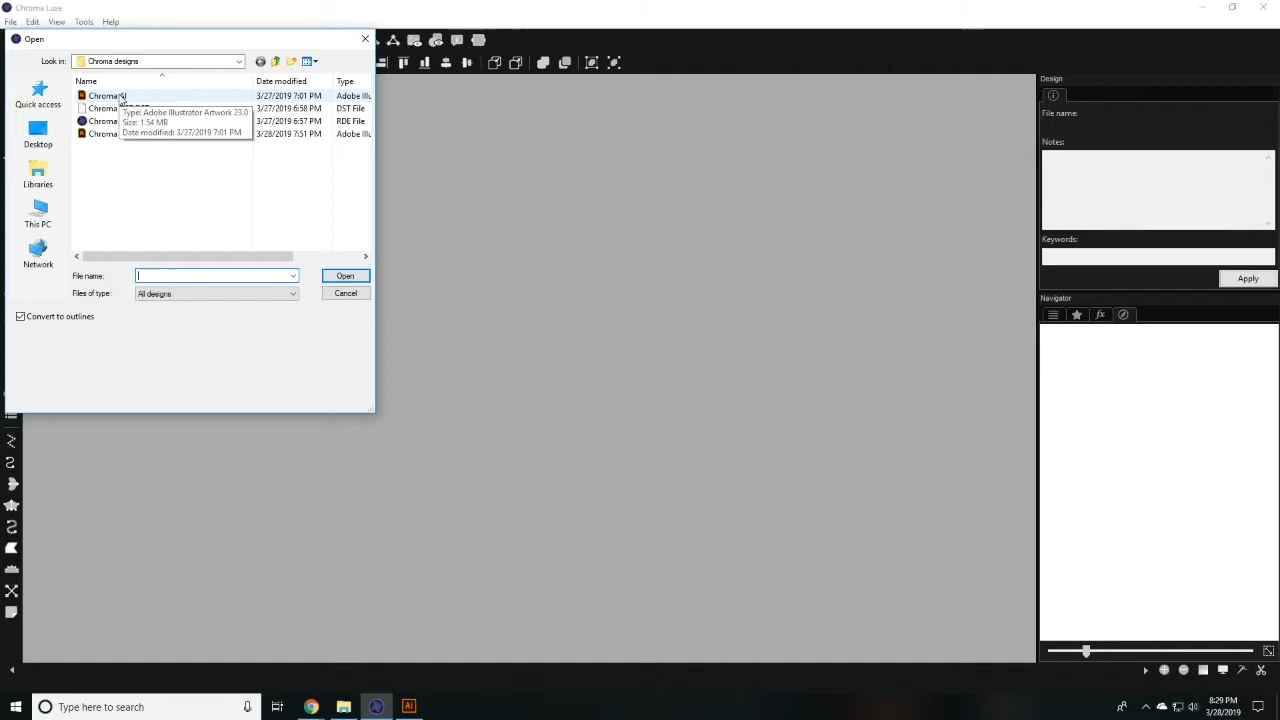 Chroma Luxe
File Edit View Tools Help
Open
Look in: Chroma designs
Name Date modified Type
Quick access
Desktop
Libraries
This PC
Network
Chroma 3/27/2019 7:01 PM Adobe Illu
Chroma 3/27/2019 6:58 PM DST File
Chroma 3/27/2019 6:57 PM RDE File
Chroma 3/28/2019 7:51 PM Adobe Illu
Type: Adobe Illustrator Artwork 23.0
Size: 1.54 MB
Date modified: 3/27/2019 7:01 PM
File name: Open
Files of type: All designs Cancel
Convert to outlines
Design
File name:
Notes:
Keywords:
Apply
Navigator
fx
Type here to search
Ai
8:29 PM
3/28/2019